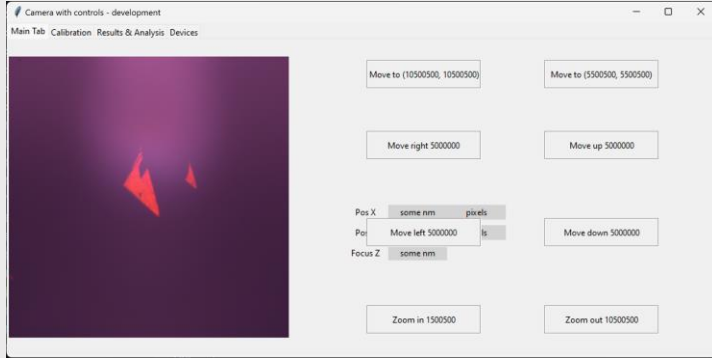 Camera with controls - development
Main Tab Calibration Results & Analysis Devices
Move to (10500500, 10500500) Move to (5500500, 5500500)
Move right 5000000 Move up 5000000
Pos X some nm pixels
Move left 5000000 Move down 5000000
Focus Z some nm
Zoom in 1500500 Zoom out 10500500